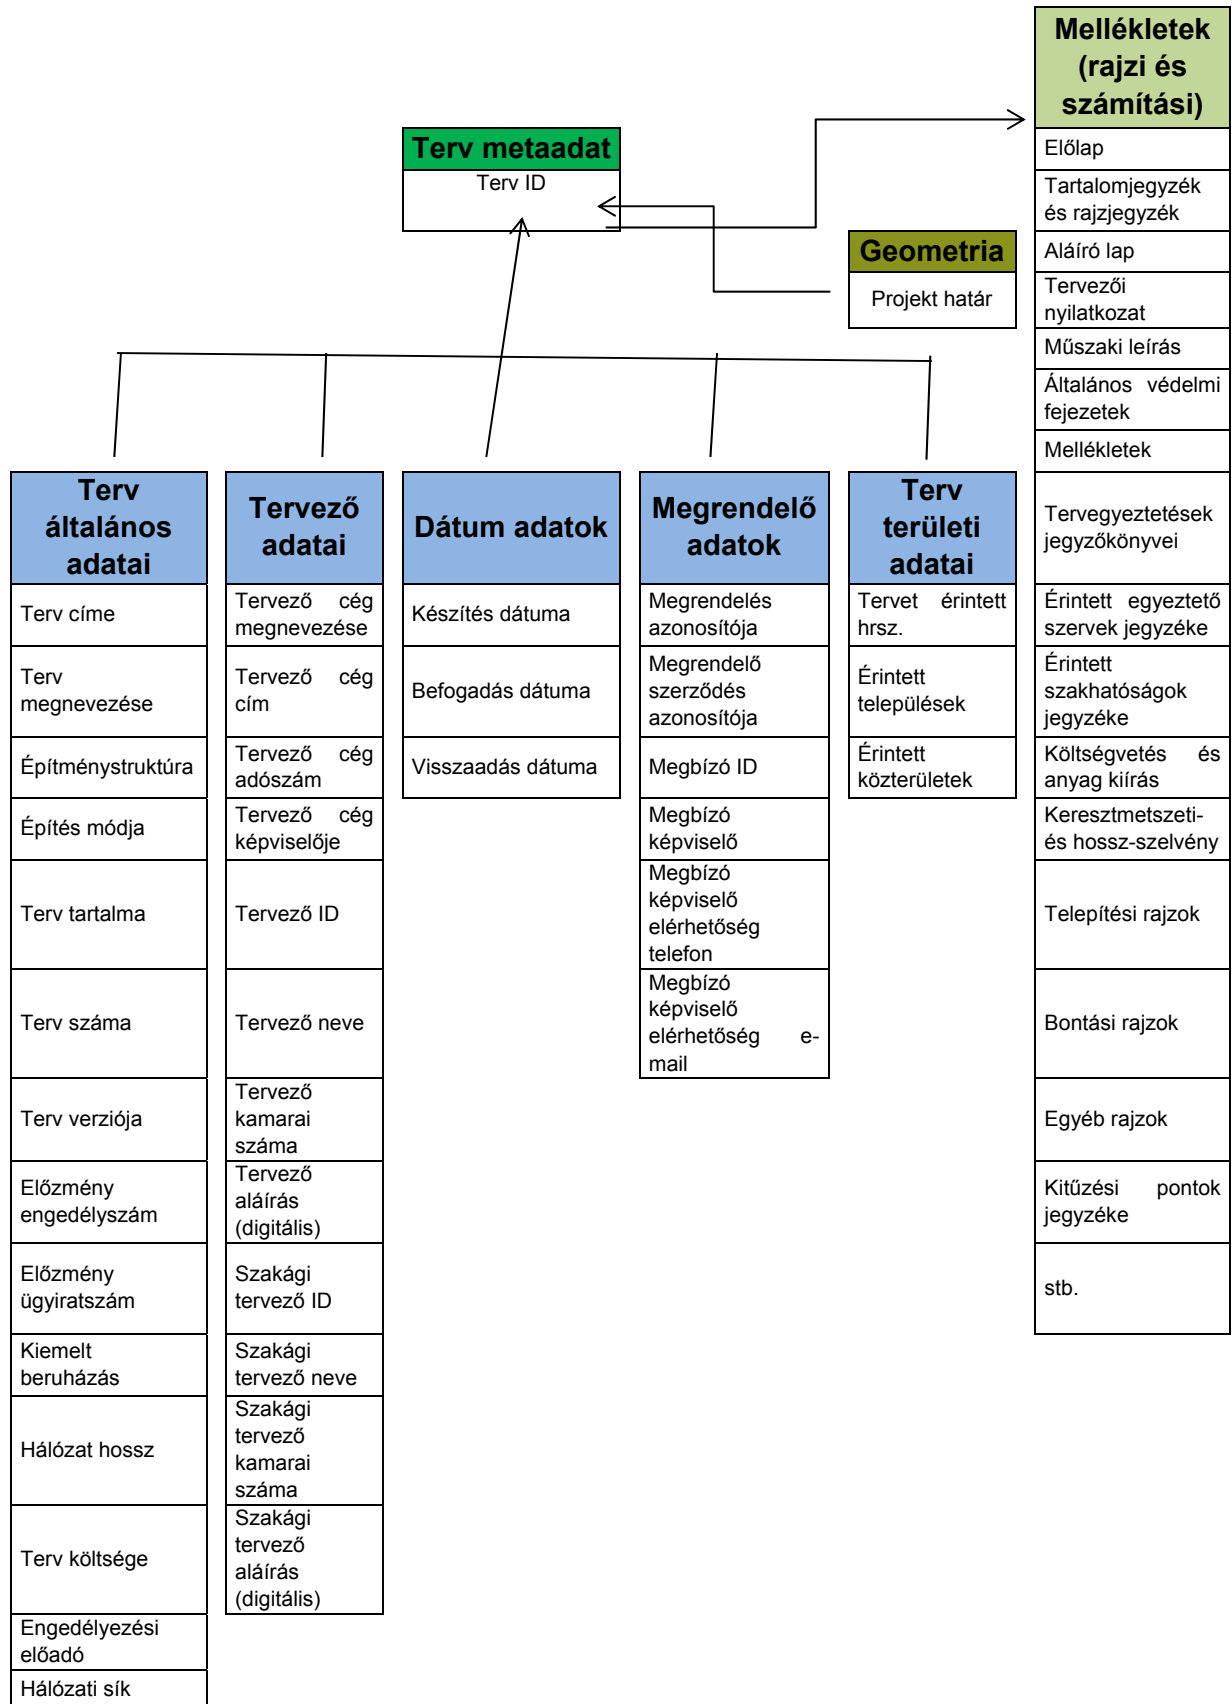 Mellékletek
(rajzi és
számítási)
Előlap
Tartalomjegyzék
és rajzjegyzék
Aláíró lap
Tervezői
nyilatkozat
Műszaki leírás
Általános védelmi
fejezetek
Mellékletek
Tervegyeztetések
jegyzőkönyvei
Érintett egyeztető
szervek jegyzéke
Érintett
szakhatóságok
jegyzéke
Költségvetés és
anyag kiírás
Keresztmetszeti-
és hossz-szelvény
Telepítési rajzok
Bontási rajzok
Egyéb rajzok
Kitűzési pontok
jegyzéke
stb.
Terv metaadat
Terv ID
Geometria
Projekt határ
Terv
általános
adatai
Terv címe
Terv
megnevezése
Építménystruktúra
Építés módja
Terv tartalma
Terv száma
Terv verziója
Előzmény
engedélyszám
Előzmény
ügyiratszám
Kiemelt
beruházás
Hálózat hossz
Terv költsége
Engedélyezési
előadó
Hálózati sík
Tervező
adatai
Tervező cég
megnevezése
Tervező cég
cím
Tervező cég
adószám
Tervező cég
képviselője
Tervező ID
Tervező neve
Tervező
kamarai
száma
Tervező
aláírás
(digitális)
Szakági
tervező ID
Szakági
tervező neve
Szakági
tervező
kamarai
száma
Szakági
tervező
aláírás
(digitális)
Dátum adatok
Készítés dátuma
Befogadás dátuma
Visszaadás dátuma
Megrendelő
adatok
Megrendelés
azonosítója
Megrendelő
szerződés
azonosítója
Megbízó ID
Megbízó
képviselő
Megbízó
képviselő
elérhetőség
telefon
Megbízó
képviselő
elérhetőség e-
mail
Terv
területi
adatai
Tervet érintett
hrsz.
Érintett
települések
Érintett
közterületek